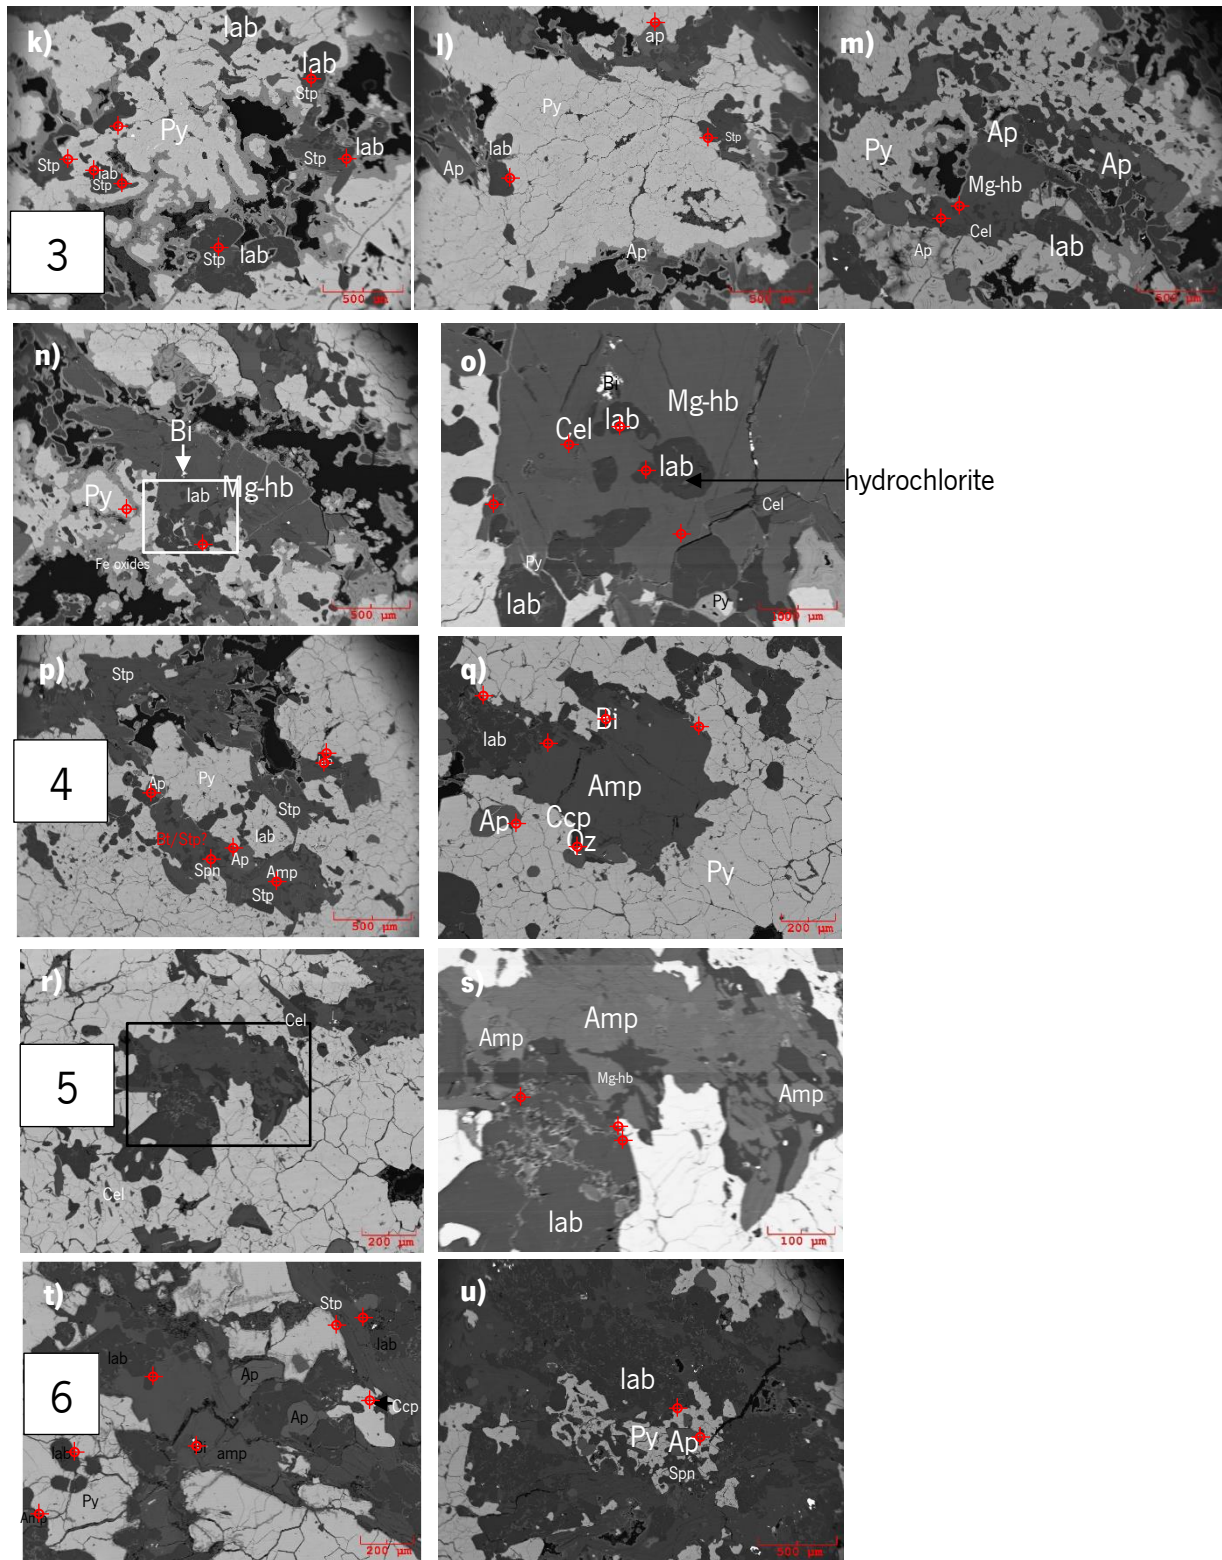 k)
lab
lab
Stp
Py
Stp
lab
Stp
Stp
lab
Stp
lab
3
500 µm
l)
ap
Py
lab
Stp
Ap
Ap
500 µm
m)
Py
Ap
Ap
Mg-hb
Cel
Ap
lab
500 µm
n)
Bi
Py
lab
Mg-hb
Fe oxides
500 µm
o)
Bi
Mg-hb
lab
Cel
lab
hydrochlorite
Cel
Py
lab
Py
p)
Stp
4
Py
Ap
Stp
Bt/Stp?
lab
Ap
Spn
Amp
Stp
500 µm
q)
Bi
lab
Amp
Ap
Ccp
Qz
Py
200 µm
r)
Cel
5
Cel
200 µm
s)
Amp
Amp
Mg-hb
Amp
lab
100 µm
t)
Stp
lab
lab
Ap
6
Ccp
Ap
Bi
amp
lab
Py
Amp
200 µm
u)
lab
Py
Ap
Spn
500 µm